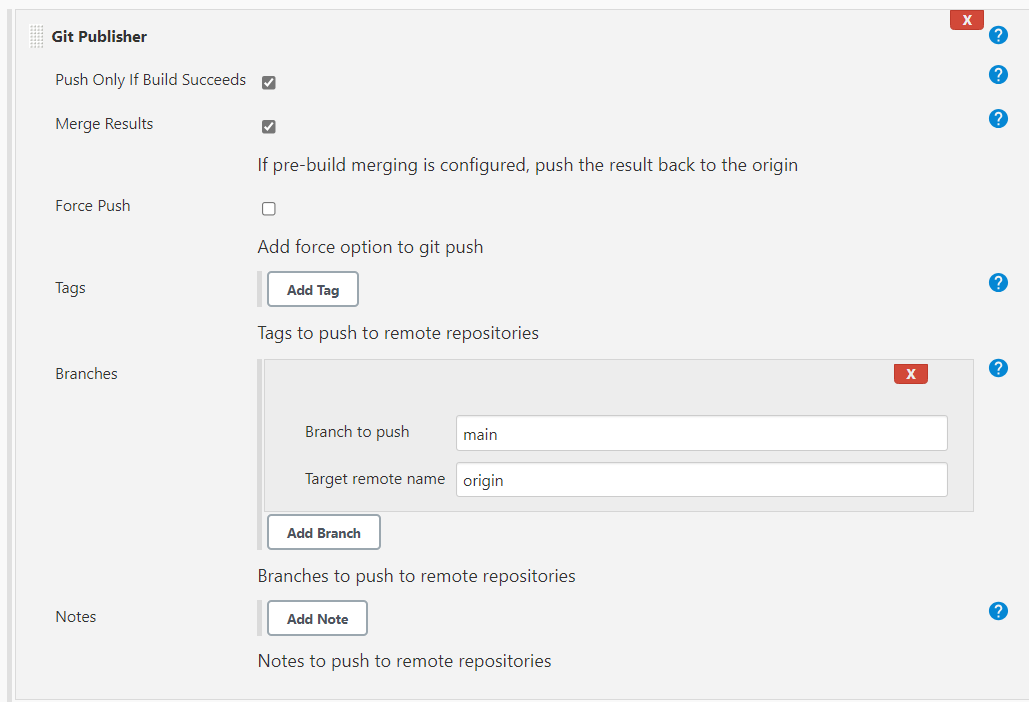 X
Git Publisher
?
Push Only If Build Succeeds
?
Merge Results
?
If pre-build merging is configured, push the result back to the origin
Force Push
Add force option to git push
Tags
Add Tag
?
Tags to push to remote repositories
Branches
X
?
Branch to push
main
Target remote name
origin
Add Branch
Branches to push to remote repositories
Notes
Add Note
?
Notes to push to remote repositories